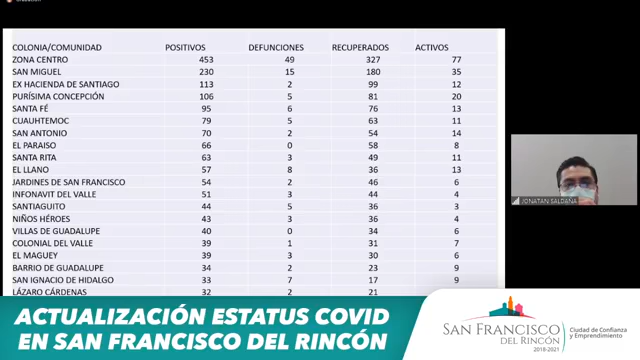 COLONIA/COMUNIDAD POSITIVOS DEFUNCIONES RECUPERADOS ACTIVOS
ZONA CENTRO 453 49 327 77
SAN MIGUEL 230 15 180 35
EX HACIENDA DE SANTIAGO 113 2 99 12
PURÍSIMA CONCEPCIÓN 106 5 81 20
SANTA FÉ 95 6 76 13
CUAUHTEMOC 79 5 63 11
SAN ANTONIO 70 2 54 14
EL PARAISO 66 0 58 8
SANTA RITA 63 3 49 11
EL LLANO 57 8 36 13
JARDINES DE SAN FRANCISCO 54 2 46 6
INFONAVIT DEL VALLE 51 3 44 4
SANTIAGUITO 44 5 36 3
NIÑOS HÉROES 43 3 36 4
VILLAS DE GUADALUPE 40 0 34 6
COLONIAL DEL VALLE 39 1 31 7
EL MAGUEY 39 3 30 6
BARRIO DE GUADALUPE 34 2 23 9
SAN IGNACIO DE HIDALGO 33 7 17 9
LÁZARO CÁRDENAS 32 2 21
JONATAN SALDAÑA
ACTUALIZACIÓN ESTATUS COVID
EN SAN FRANCISCO DEL RINCÓN
SAN FRANCISCO
DEL RINCÓN
2018-2021
Ciudad de Confianza
y Emprendimiento